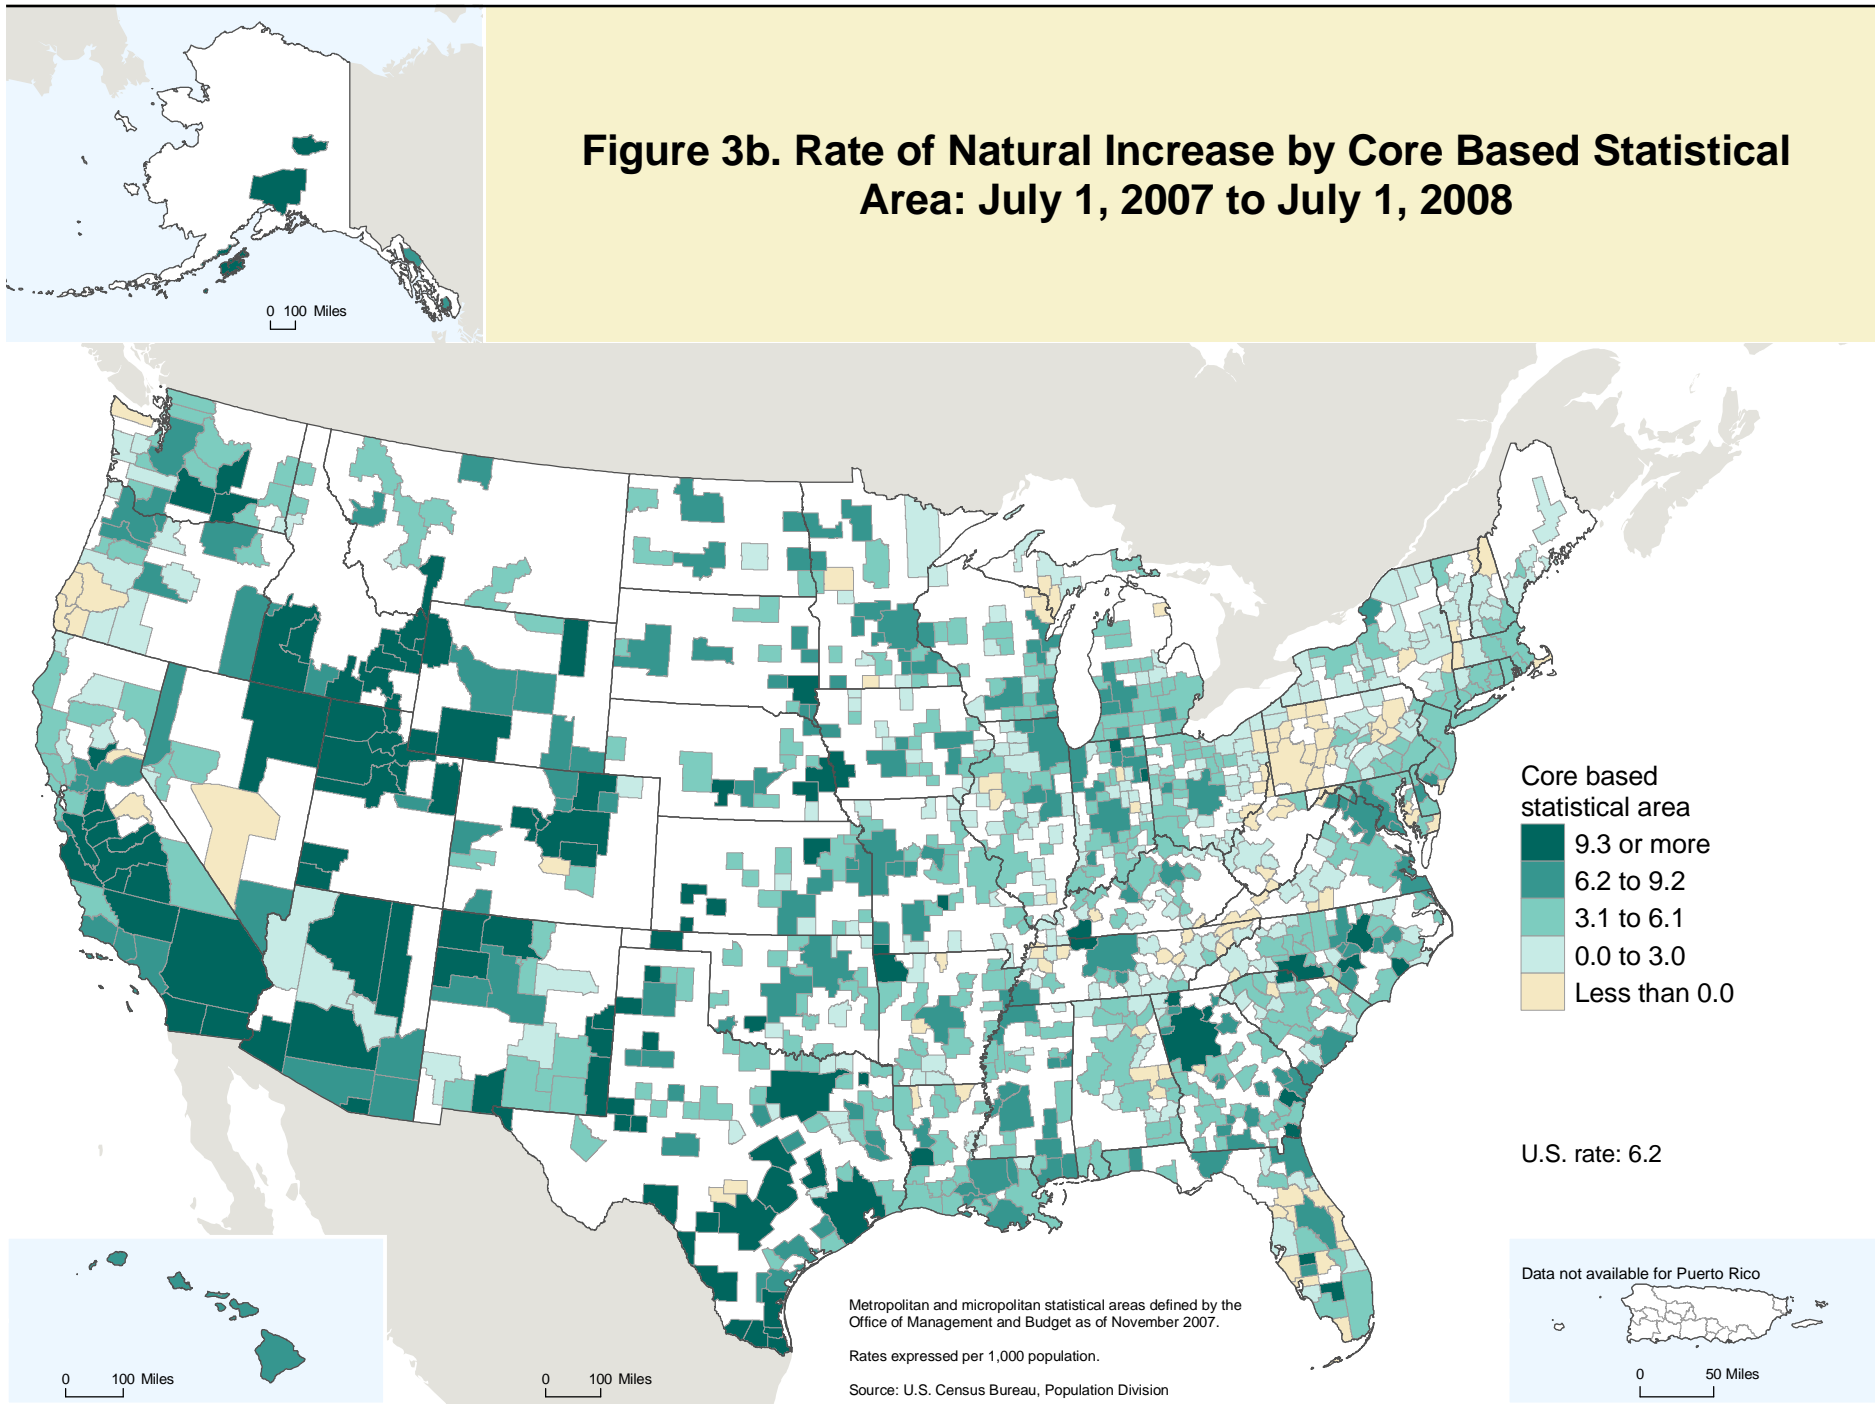 Figure 3b. Rate of Natural Increase by Core Based Statistical
Area: July 1, 2007 to July 1, 2008
0 100 Miles
Core based
statistical area
9.3 or more
6.2 to 9.2
3.1 to 6.1
0.0 to 3.0
Less than 0.0
U.S. rate: 6.2
Data not available for Puerto Rico
0 50 Miles
0 100 Miles
0 100 Miles
Metropolitan and micropolitan statistical areas defined by the
Office of Management and Budget as of November 2007.
Rates expressed per 1,000 population.
Source: U.S. Census Bureau, Population Division